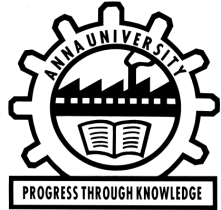 ANNA UNIVERSITY
PROGRESS THROUGH KNOWLEDGE